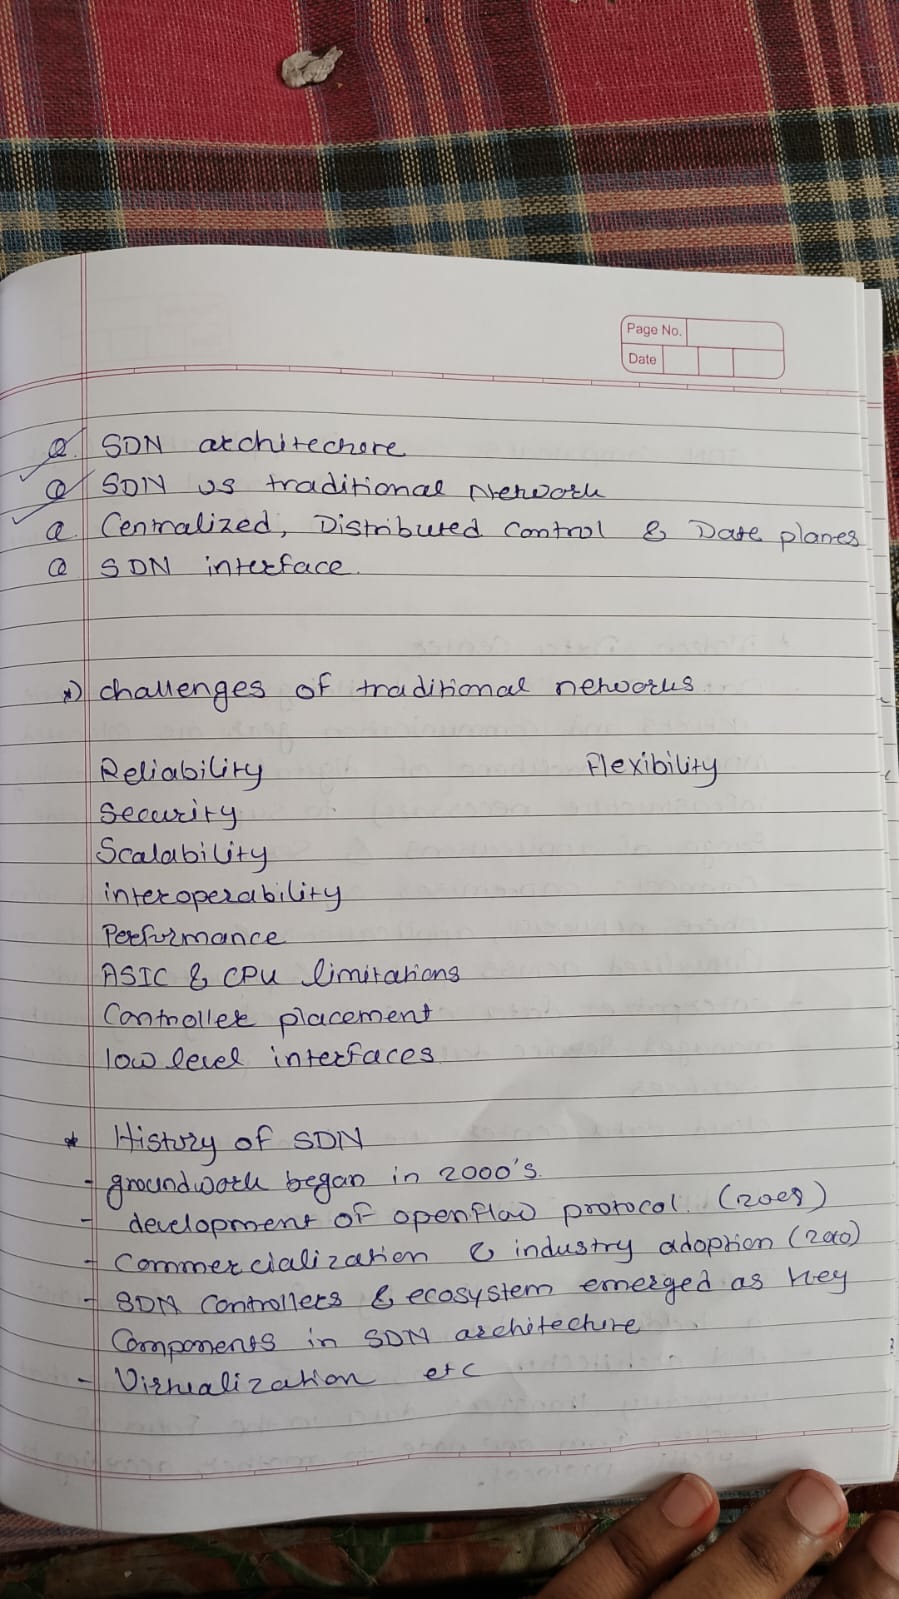 Page No.
Date
Q. SDN architechore
Q SDN vs traditional Network
Q. Centralized, Distributed Control & Date planes
Q SDN interface.
*) challenges of traditional networks
Reliability Flexibility
Security
Scalability
interoperability
Performance
ASIC & CPU limitations
Controller placement
low level interfaces
* History of SDN
- groundwork began in 2000's.
- development of openflow protocol. (2008)
- Commercialization & industry adoption (2010)
- SDN Controllers & ecosystem emerged as key
Components in SDN architechire
- Virtualization etc